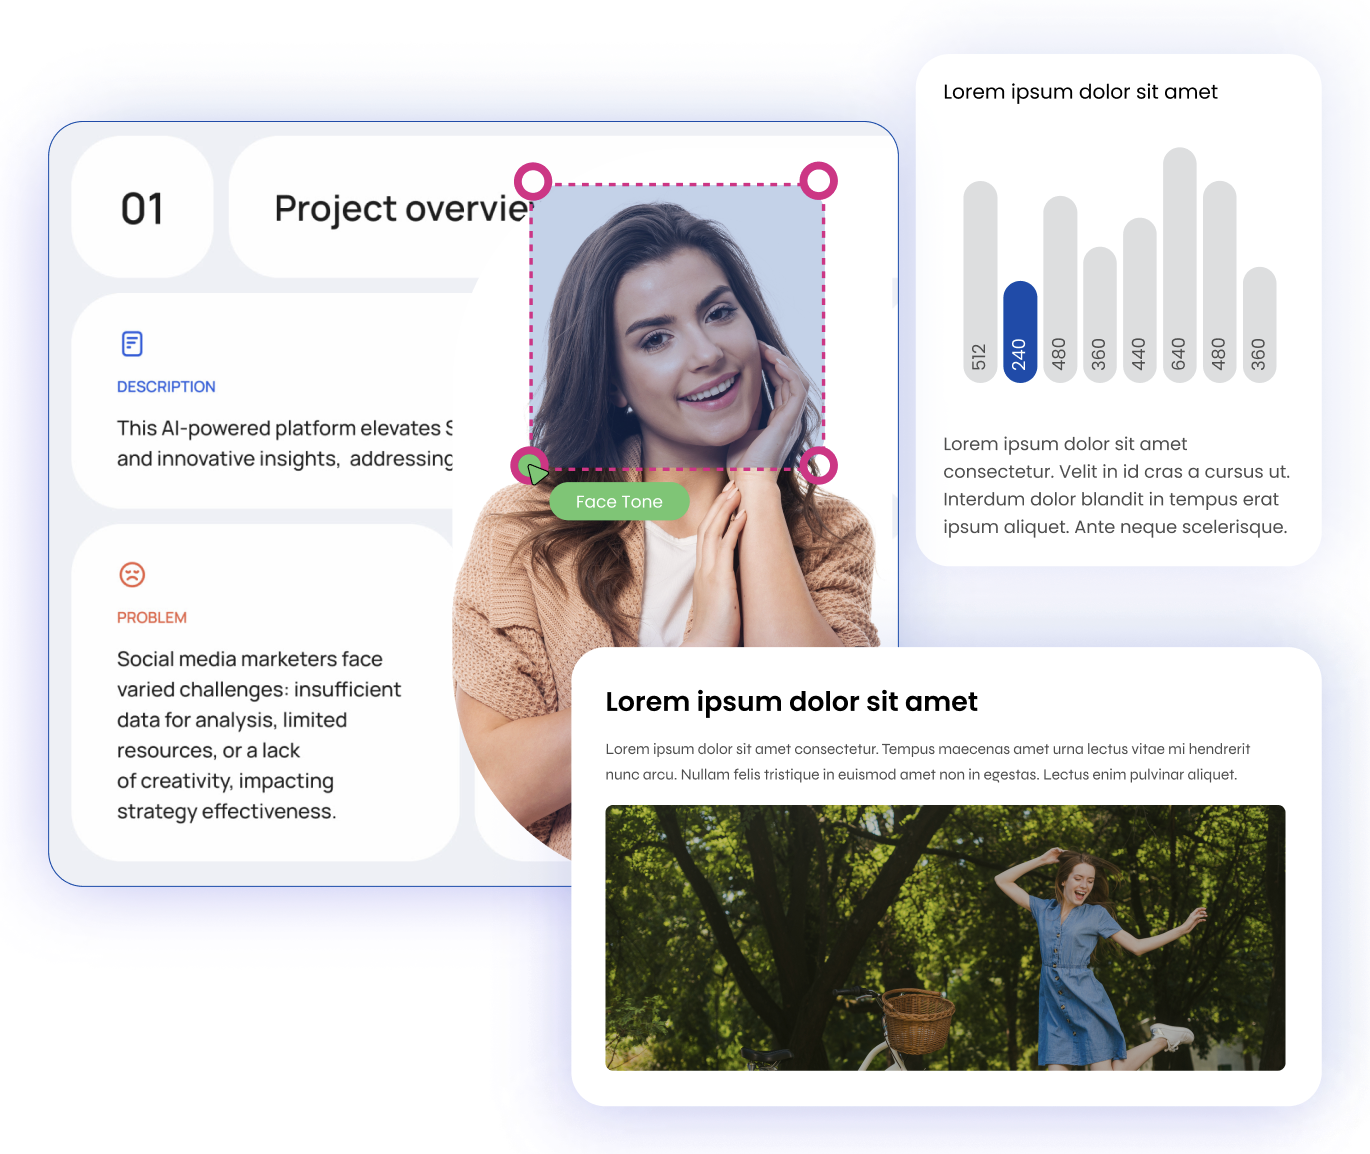 01
Project overvie
DESCRIPTION
This AI-powered platform elevates S
and innovative insights, addressing
PROBLEM
Social media marketers face
varied challenges: insufficient
data for analysis, limited
resources, or a lack
of creativity, impacting
strategy effectiveness.
Face Tone
Lorem ipsum dolor sit amet
512
240
480
360
440
640
480
360
Lorem ipsum dolor sit amet
consectetur. Velit in id cras a cursus ut.
Interdum dolor blandit in tempus erat
ipsum aliquet. Ante neque scelerisque.
Lorem ipsum dolor sit amet
Lorem ipsum dolor sit amet consectetur. Tempus maecenas amet urna lectus vitae mi hendrerit
nunc arcu. Nullam felis tristique in euismod amet non in egestas. Lectus enim pulvinar aliquet.